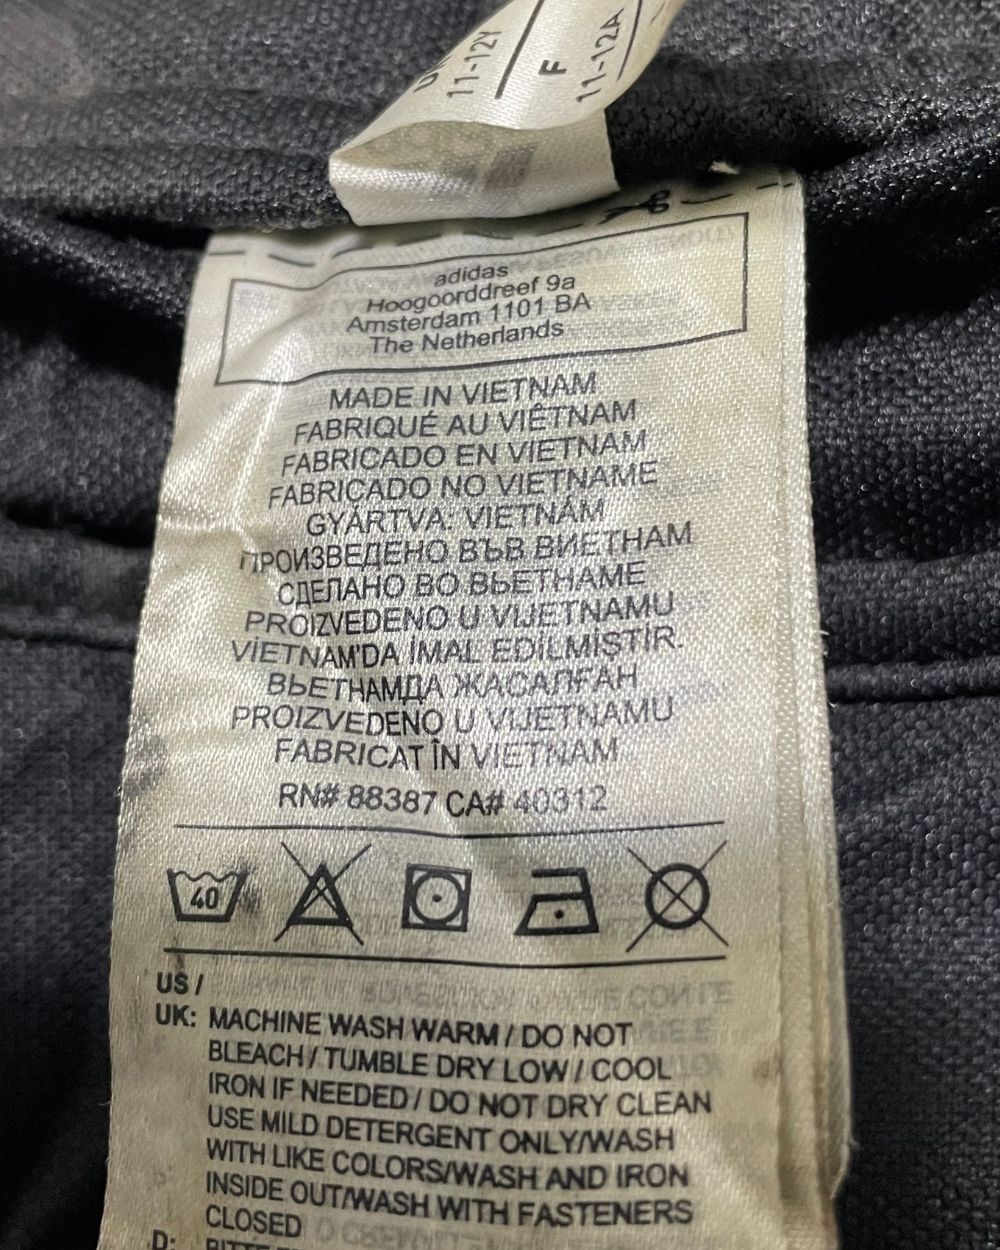 11-12Y
F
11-12A
adidas
Hoogoorddreef 9a
Amsterdam 1101 BA
The Netherlands
MADE IN VIETNAM
FABRIQUÉ AU VIÊTNAM
FABRICADO EN VIETNAM
FABRICADO NO VIETNAME
GYÁRTVA: VIETNÁM
ПРОИЗВЕДЕНО ВЪВ ВИЕТНАМ
СДЕЛАНО ВО ВЬЕТНАМЕ
PROIZVEDENO U VIJETNAMU
VİETNAM'DA İMAL EDİLMİŞTİR.
ВЬЕТНАМДА ЖАСАЛҒАН
PROIZVEDENO U VIJETNAMU
FABRICAT ÎN VIETNAM
RN# 88387 CA# 40312
40
US /
UK: MACHINE WASH WARM / DO NOT
BLEACH / TUMBLE DRY LOW / COOL
IRON IF NEEDED / DO NOT DRY CLEAN
USE MILD DETERGENT ONLY/WASH
WITH LIKE COLORS/WASH AND IRON
INSIDE OUT/WASH WITH FASTENERS
CLOSED
D: